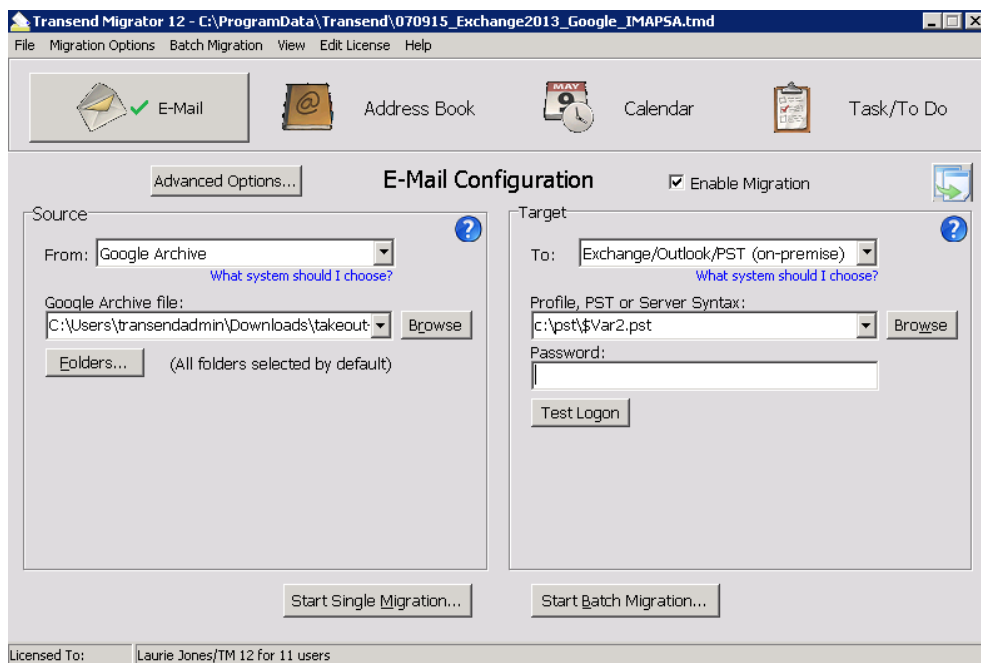 Transend Migrator 12 - C:\ProgramData\Transend\070915_Exchange2013_Google_IMAPSA.tmd
File Migration Options Batch Migration View Edit License Help
E-Mail
Address Book
MAY
9
Calendar
Task/To Do
Advanced Options...
E-Mail Configuration
Enable Migration
Source
From: Google Archive
What system should I choose?
Google Archive file:
C:\Users\transendadmin\Downloads\takeout-
Browse
Folders...
(All folders selected by default)
Target
To: Exchange/Outlook/PST (on-premise)
What system should I choose?
Profile, PST or Server Syntax:
c:\pst\$Var2.pst
Browse
Password:
Test Logon
Start Single Migration...
Start Batch Migration...
Licensed To: Laurie Jones/TM 12 for 11 users